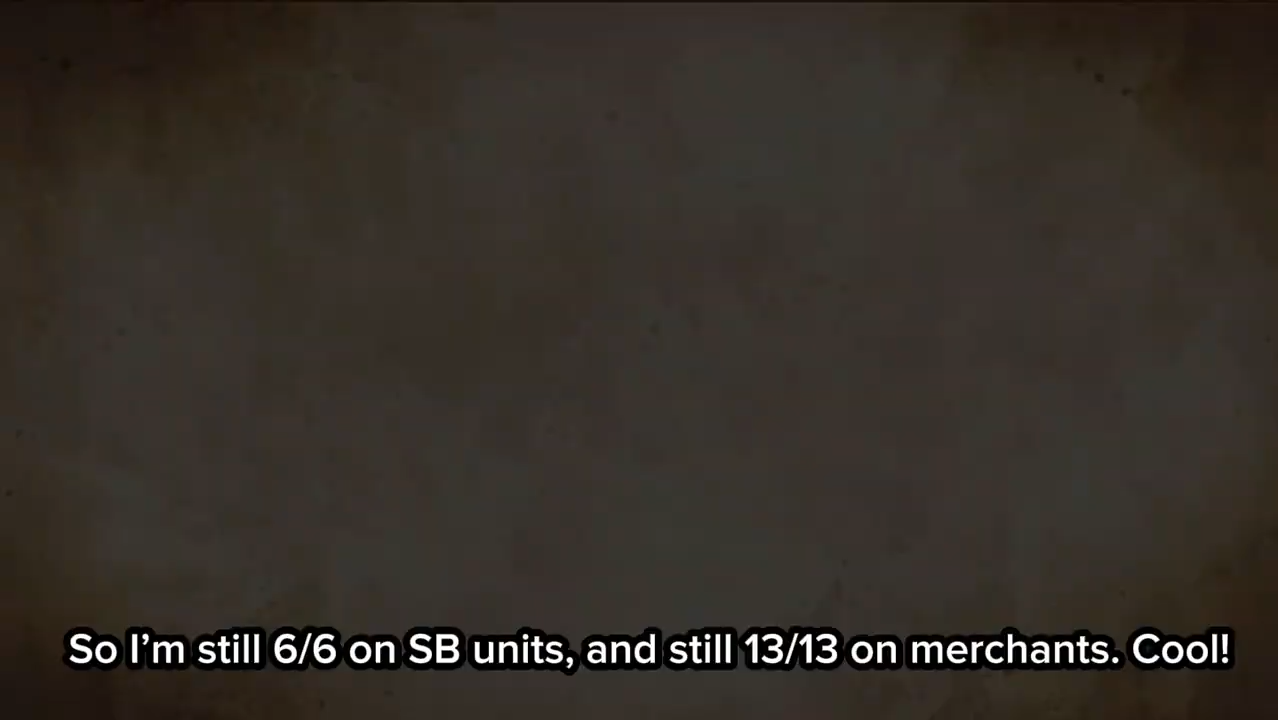 So I’m still 6/6 on SB units, and still 13/13 on merchants. Cool!